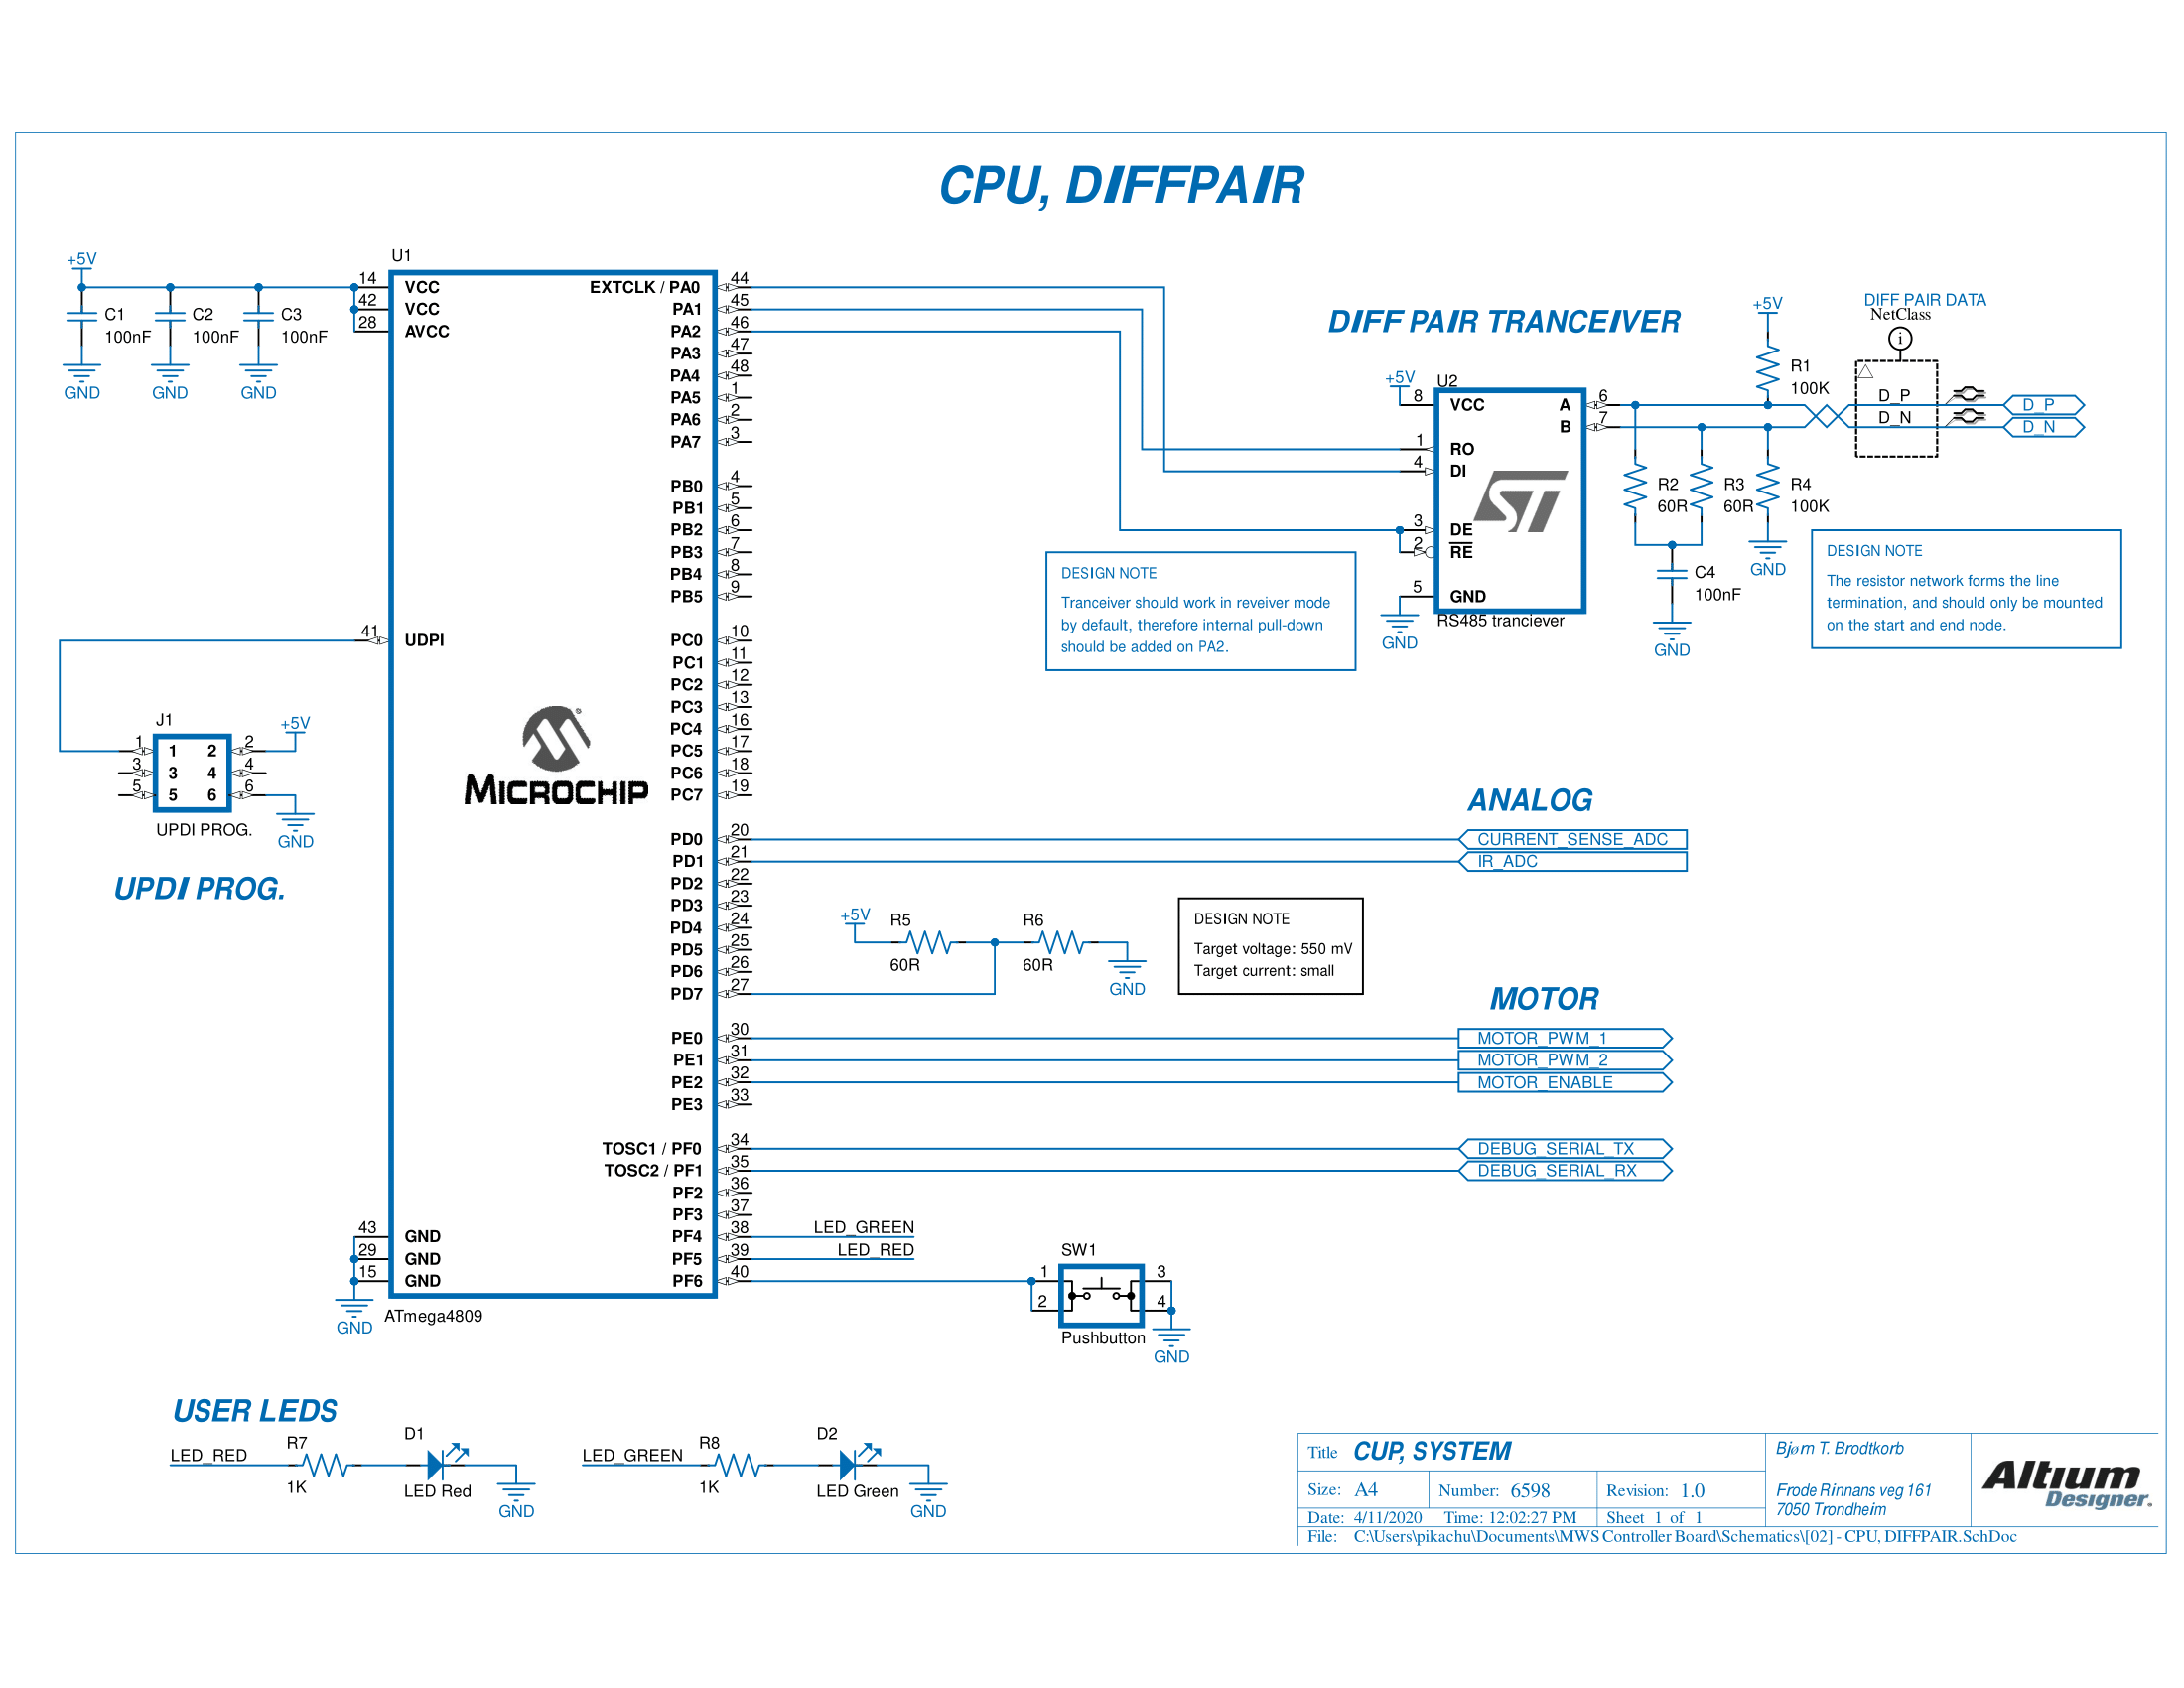 CPU, DIFFPAIR
+5V
C1
100nF
C2
100nF
C3
100nF
GND
GND
GND
U1
14
VCC
42
VCC
28
AVCC
41
UDPI
43
GND
29
GND
15
GND
GND
ATmega4809
MICROCHIP
EXTCLK / PA0
44
PA1
45
PA2
46
PA3
47
PA4
48
PA5
1
PA6
2
PA7
3
PB0
4
PB1
5
PB2
6
PB3
7
PB4
8
PB5
9
PC0
10
PC1
11
PC2
12
PC3
13
PC4
16
PC5
17
PC6
18
PC7
19
PD0
20
PD1
21
PD2
22
PD3
23
PD4
24
PD5
25
PD6
26
PD7
27
PE0
30
PE1
31
PE2
32
PE3
33
TOSC1 / PF0
34
TOSC2 / PF1
35
PF2
36
PF3
37
PF4
38
PF5
39
PF6
40
J1
+5V
1 1 2 2
3 3 4 4
5 5 6 6
UPDI PROG.
GND
UPDI PROG.
DIFF PAIR TRANCEIVER
+5V
U2
8
VCC
1
RO
4
DI
3
DE
2
RE
5
GND
A
6
B
7
ST
RS485 tranciever
GND
+5V
R1
100K
R2
60R
R3
60R
R4
100K
C4
100nF
GND
GND
DIFF PAIR DATA
NetClass
i
D_P
D_N
D_P
D_N
DESIGN NOTE
Tranceiver should work in reveiver mode
by default, therefore internal pull-down
should be added on PA2.
DESIGN NOTE
The resistor network forms the line
termination, and should only be mounted
on the start and end node.
ANALOG
CURRENT_SENSE_ADC
IR_ADC
+5V
R5
60R
R6
60R
GND
DESIGN NOTE
Target voltage: 550 mV
Target current: small
MOTOR
MOTOR_PWM_1
MOTOR_PWM_2
MOTOR_ENABLE
DEBUG_SERIAL_TX
DEBUG_SERIAL_RX
LED_GREEN
LED_RED
SW1
1
2
3
4
Pushbutton
GND
USER LEDS
LED_RED
R7
1K
D1
LED Red
GND
LED_GREEN
R8
1K
D2
LED Green
GND
Title CUP, SYSTEM
Size: A4
Number: 6598
Revision: 1.0
Date: 4/11/2020
Time: 12:02:27 PM
Sheet 1 of 1
File: C:\Users\pikachu\Documents\MWS Controller Board\Schematics\[02] - CPU, DIFFPAIR.SchDoc
Bjørn T. Brodtkorb
Frode Rinnans veg 161
7050 Trondheim
Altium
Designer.